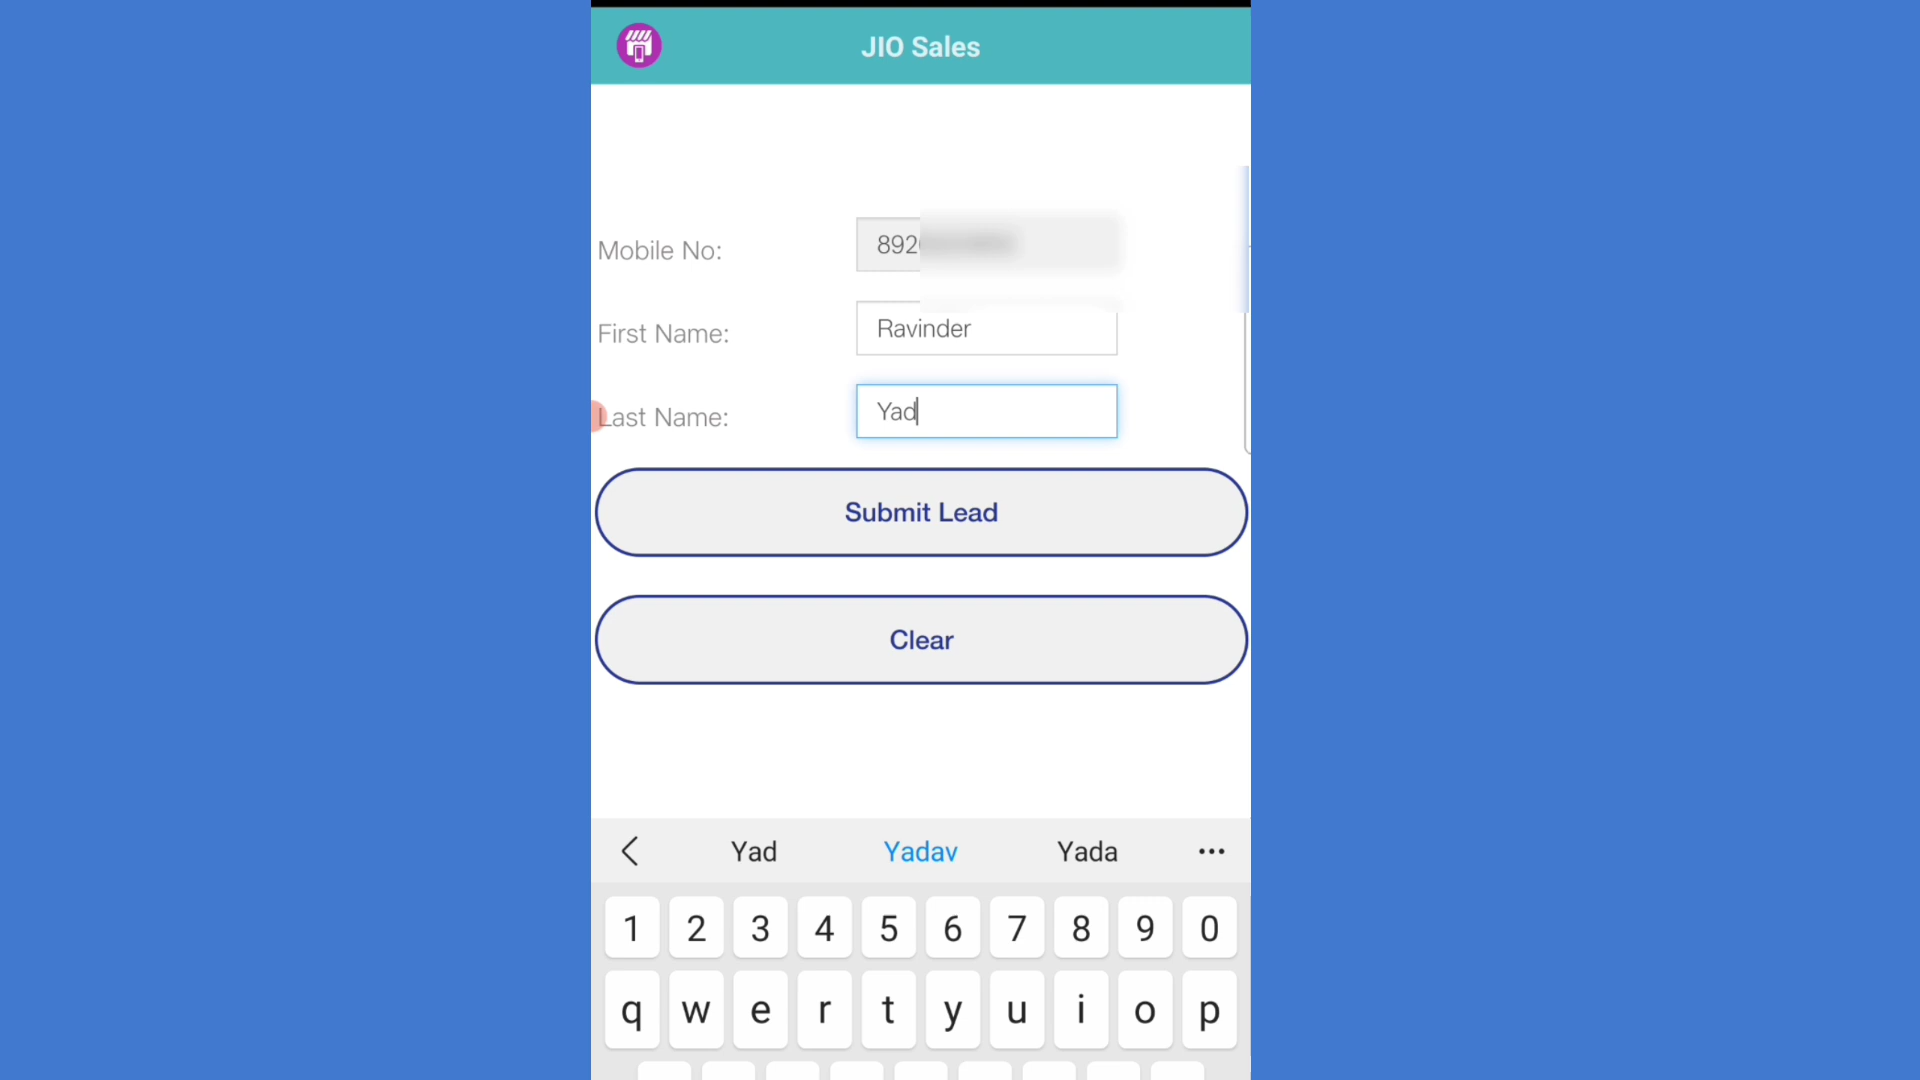 JIO Sales
Mobile No: 892
First Name: Ravinder
Last Name: Yad
Submit Lead
Clear
Yad Yadav Yada
1 2 3 4 5 6 7 8 9 0
q w e r t y u i o p